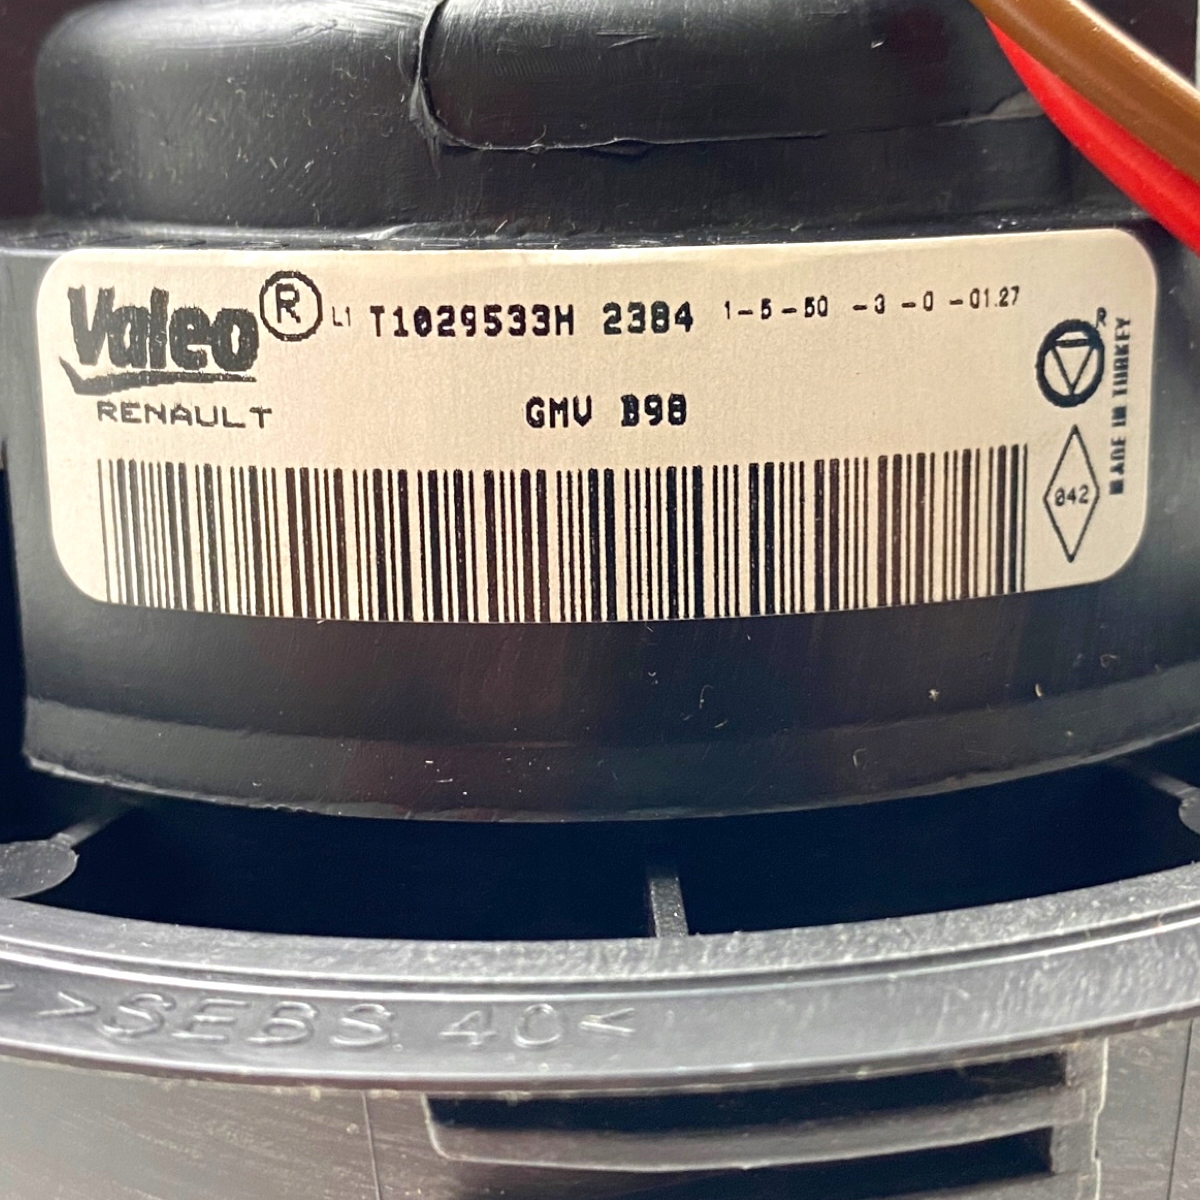 Valeo ® L1 T1029533H 2384 1-5-50 -3-0-01.27
RENAULT
GMV B98
R
MADE IN TURKEY
042
>SEBS 40<